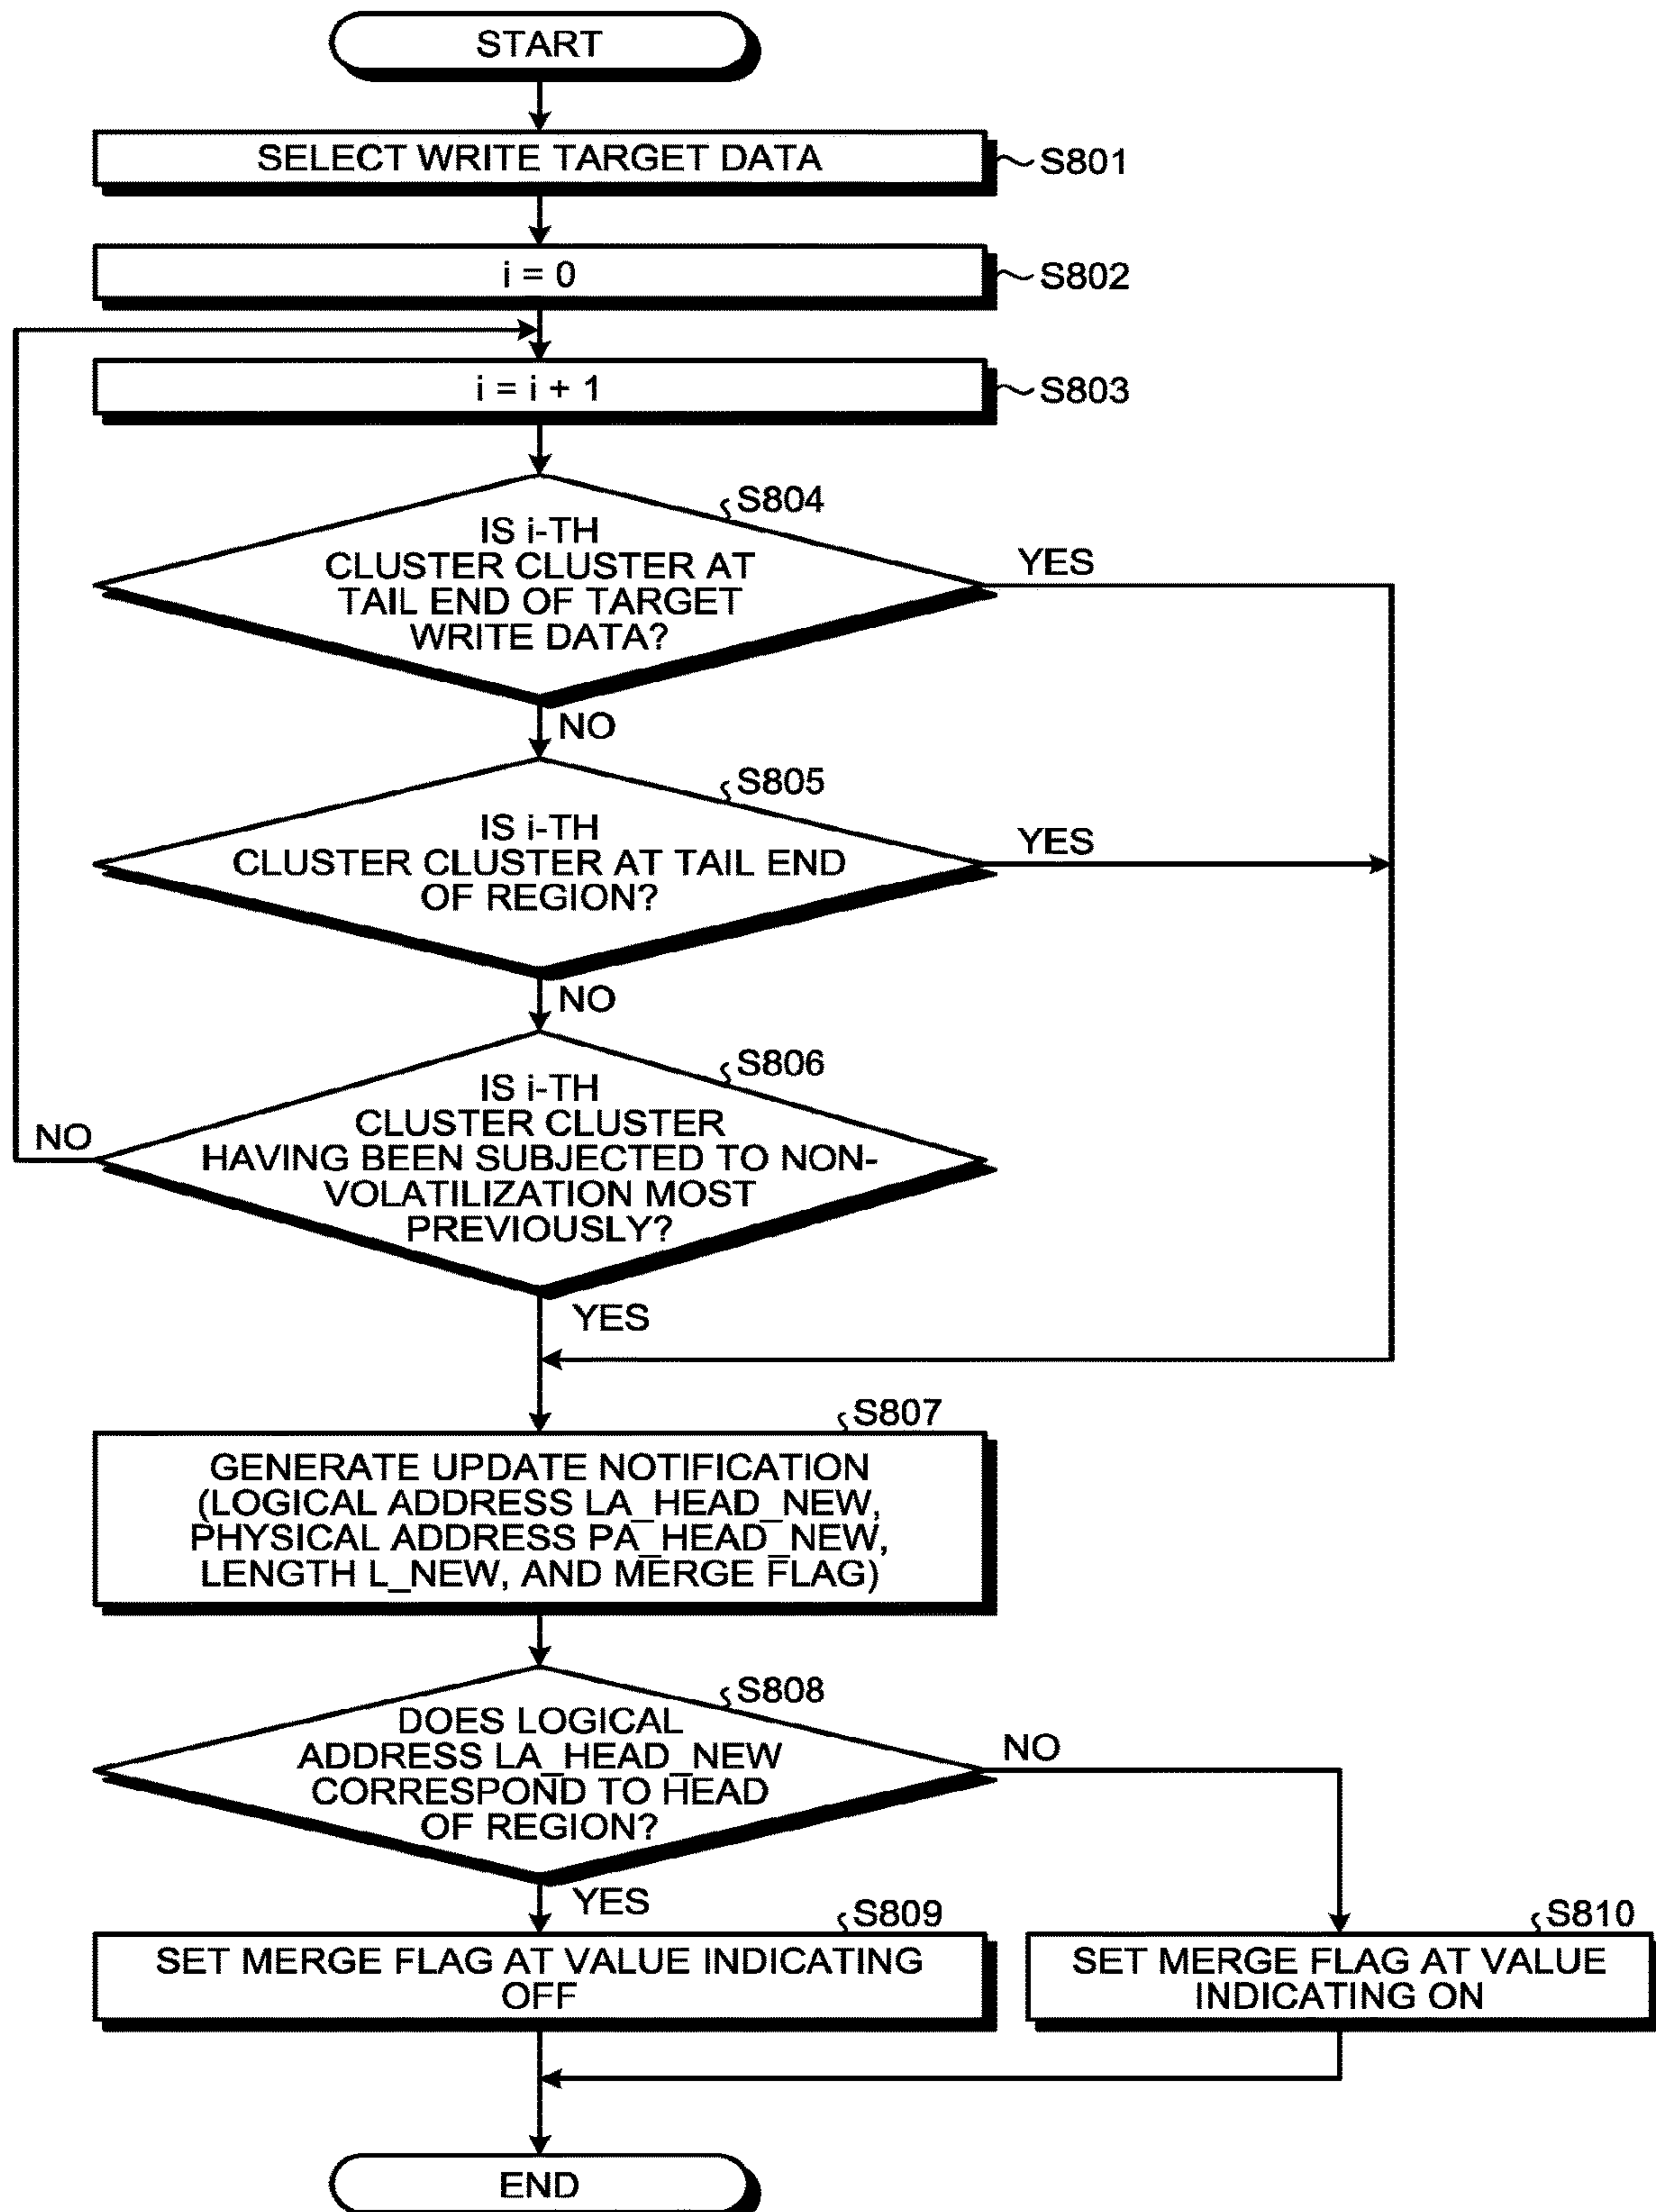 START
SELECT WRITE TARGET DATA
S801
i = 0
S802
i = i + 1
S803
S804
IS i-TH
CLUSTER CLUSTER AT
TAIL END OF TARGET
WRITE DATA?
YES
NO
S805
IS i-TH
CLUSTER CLUSTER AT TAIL END
OF REGION?
YES
NO
S806
IS i-TH
CLUSTER CLUSTER
HAVING BEEN SUBJECTED TO NON-
VOLATILIZATION MOST
PREVIOUSLY?
NO
YES
S807
GENERATE UPDATE NOTIFICATION
(LOGICAL ADDRESS LA_HEAD_NEW,
PHYSICAL ADDRESS PA_HEAD_NEW,
LENGTH L_NEW, AND MERGE FLAG)
S808
DOES LOGICAL
ADDRESS LA_HEAD_NEW
CORRESPOND TO HEAD
OF REGION?
NO
YES
S809
SET MERGE FLAG AT VALUE INDICATING
OFF
S810
SET MERGE FLAG AT VALUE
INDICATING ON
END